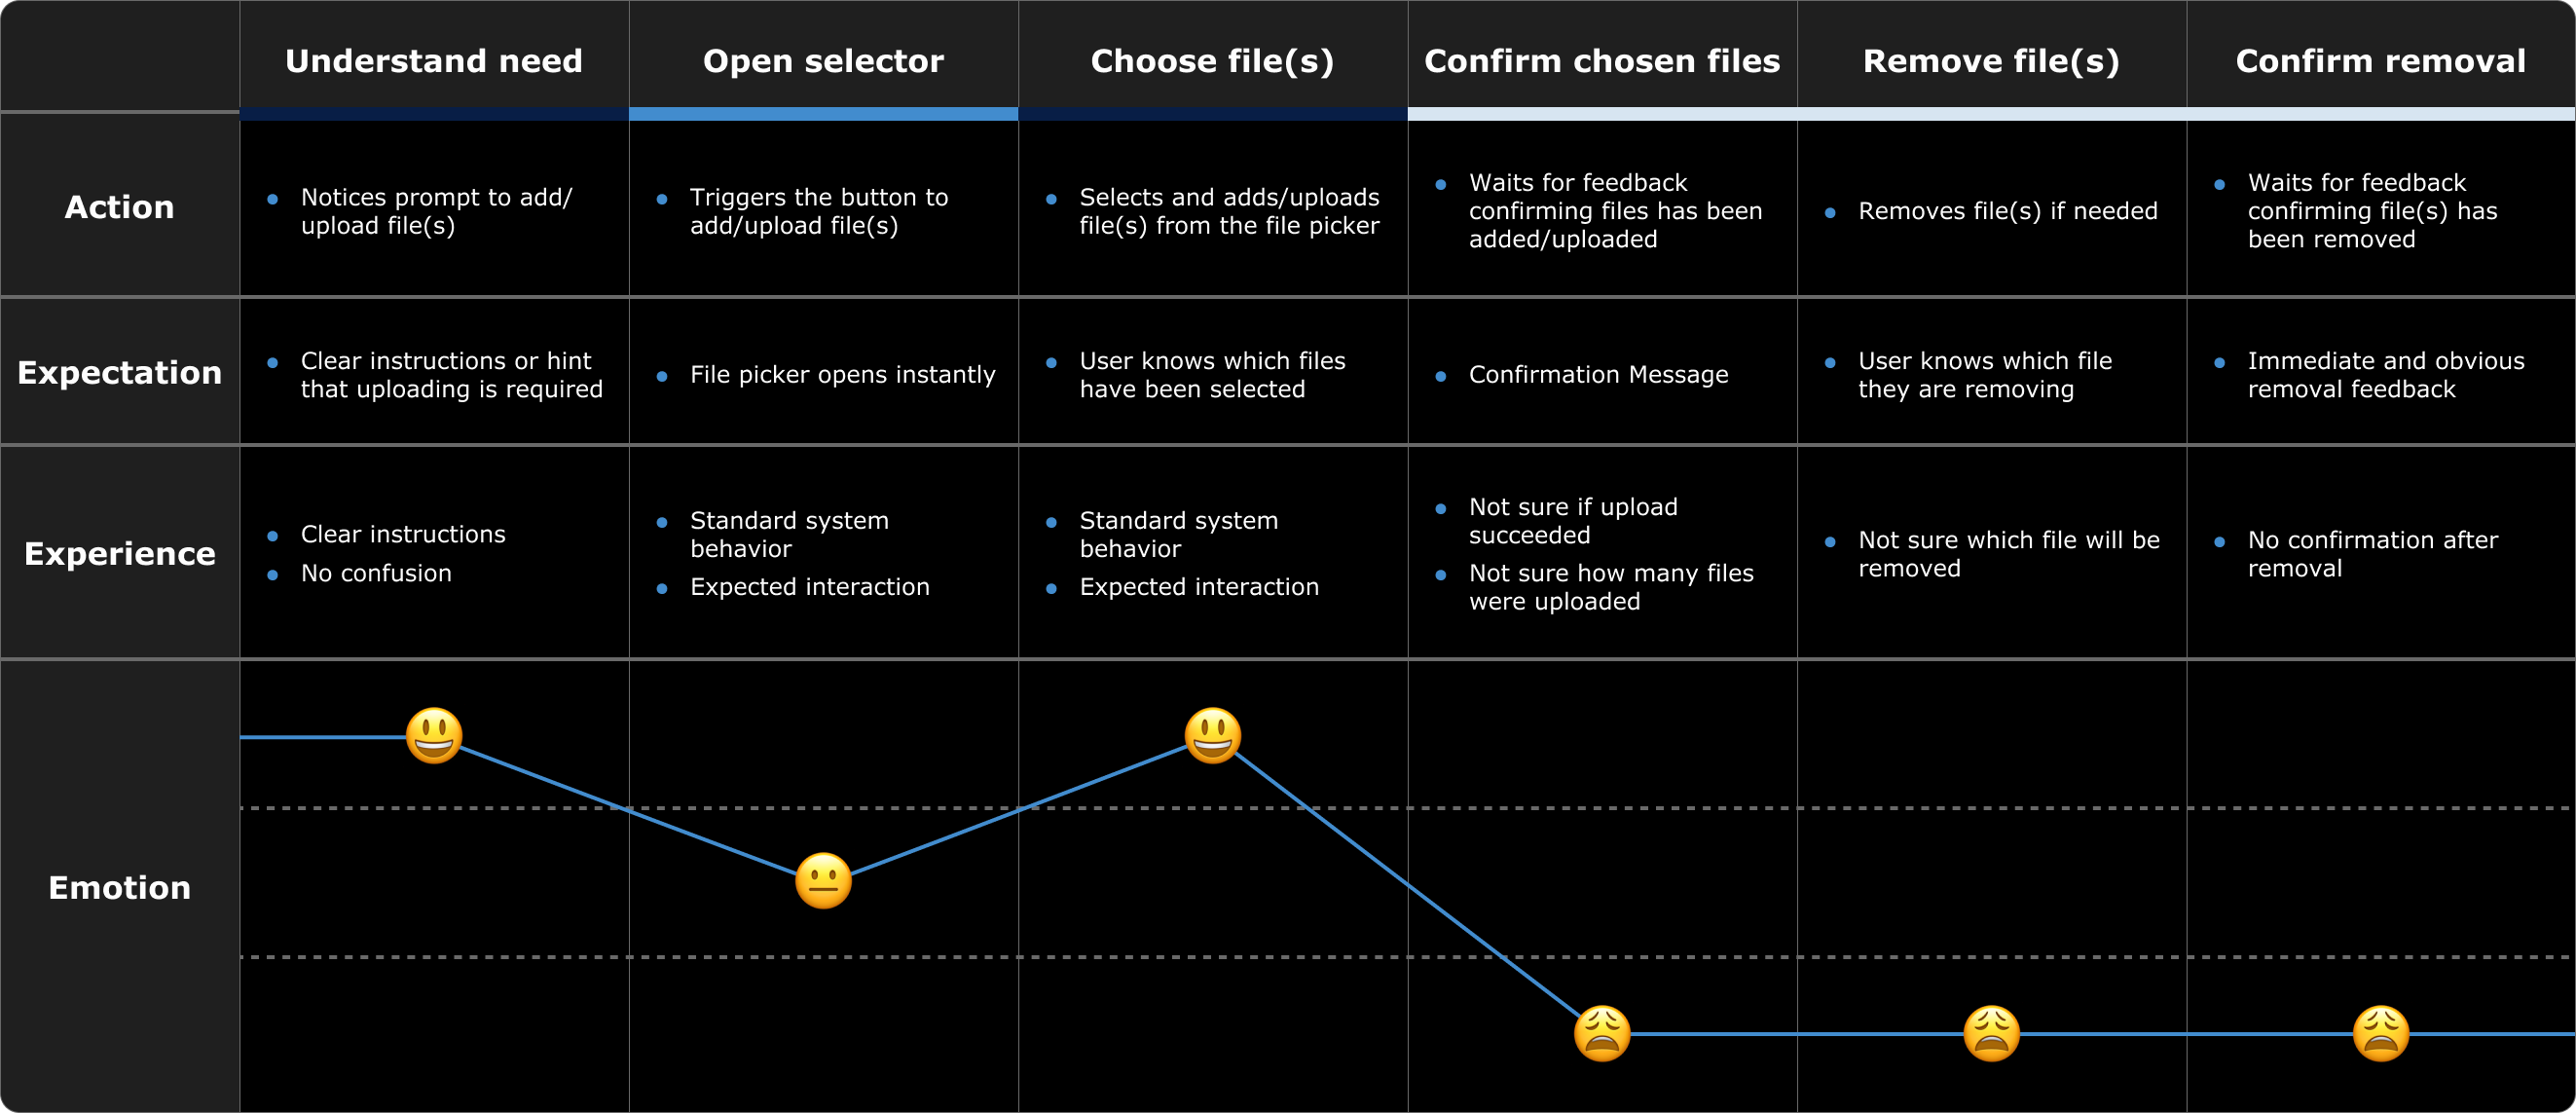 Understand need
Open selector
Choose file(s)
Confirm chosen files
Remove file(s)
Confirm removal
Action
Notices prompt to add/
upload file(s)
Triggers the button to
add/upload file(s)
Selects and adds/uploads
file(s) from the file picker
Waits for feedback
confirming files has been
added/uploaded
Removes file(s) if needed
Waits for feedback
confirming file(s) has
been removed
Expectation
Clear instructions or hint
that uploading is required
File picker opens instantly
User knows which files
have been selected
Confirmation Message
User knows which file
they are removing
Immediate and obvious
removal feedback
Experience
Clear instructions
No confusion
Standard system
behavior
Expected interaction
Standard system
behavior
Expected interaction
Not sure if upload
succeeded
Not sure how many files
were uploaded
Not sure which file will be
removed
No confirmation after
removal
Emotion